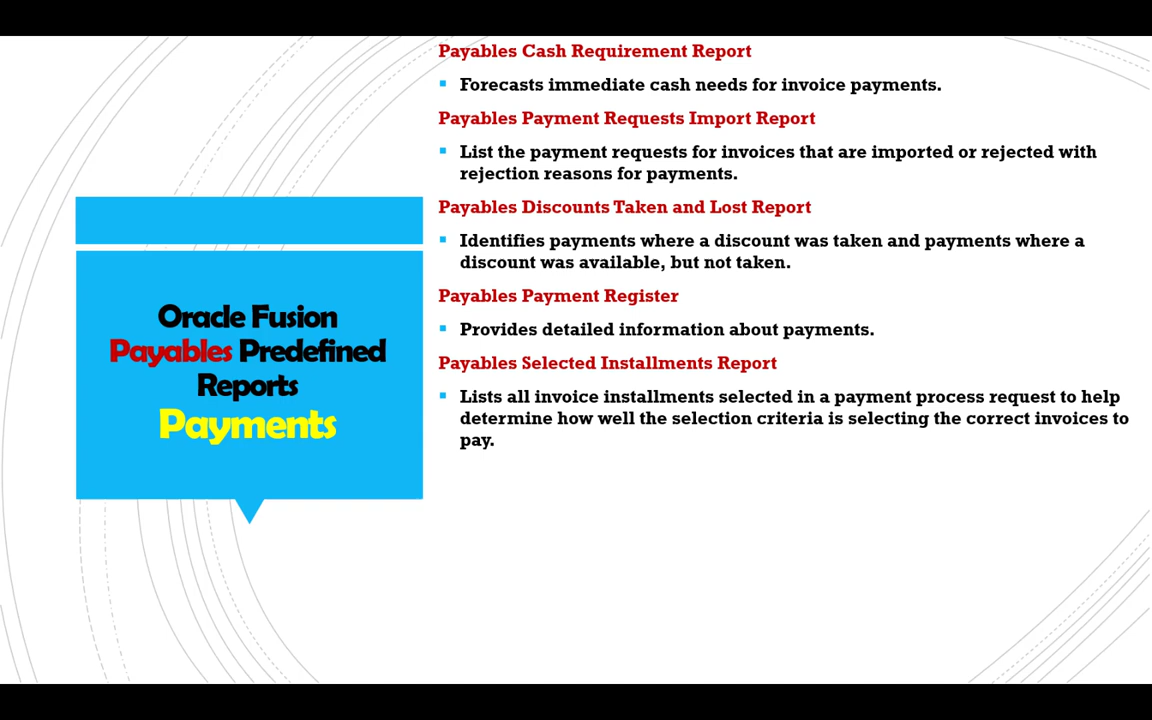 Payables Cash Requirement Report
Forecasts immediate cash needs for invoice payments.
Payables Payment Requests Import Report
List the payment requests for invoices that are imported or rejected with
rejection reasons for payments.
Payables Discounts Taken and Lost Report
Identifies payments where a discount was taken and payments where a
discount was available, but not taken.
Payables Payment Register
Provides detailed information about payments.
Payables Selected Installments Report
Lists all invoice installments selected in a payment process request to help
determine how well the selection criteria is selecting the correct invoices to
pay.
Oracle Fusion
Payables Predefined
Reports
Payments